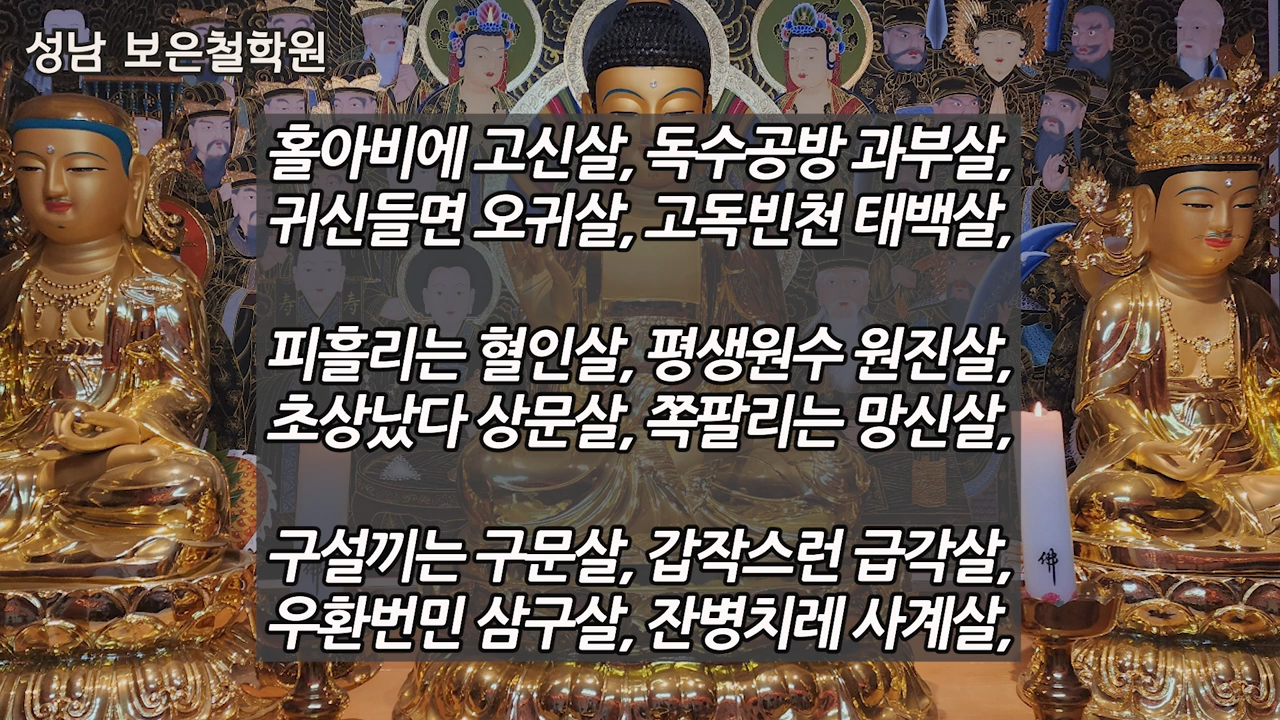 성남 보은철학원
홀아비에 고신살, 독수공방 과부살,
귀신들면 오귀살, 고독빈천 태백살,
피흘리는 혈인살, 평생원수 원진살,
초상났다 상문살, 쪽팔리는 망신살,
구설끼는 구문살, 갑작스런 급각살,
우환번민 삼구살, 잔병치레 사계살,
佛